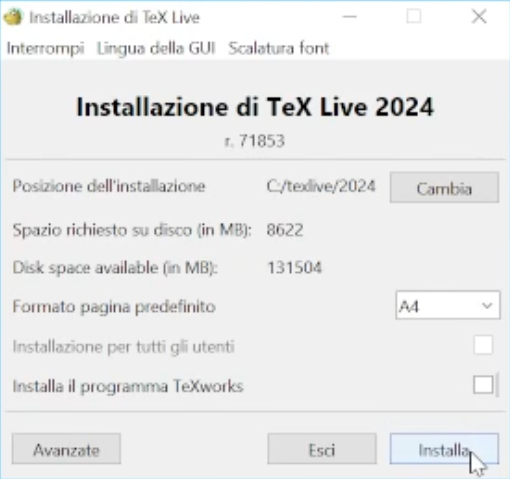 Installazione di TeX Live
Interrompi Lingua della GUI Scalatura font
Installazione di TeX Live 2024
r. 71853
Posizione dell'installazione C:/texlive/2024 Cambia
Spazio richiesto su disco (in MB): 8622
Disk space available (in MB): 131504
Formato pagina predefinito A4
Installazione per tutti gli utenti
Installa il programma TeXworks
Avanzate Esci Installa